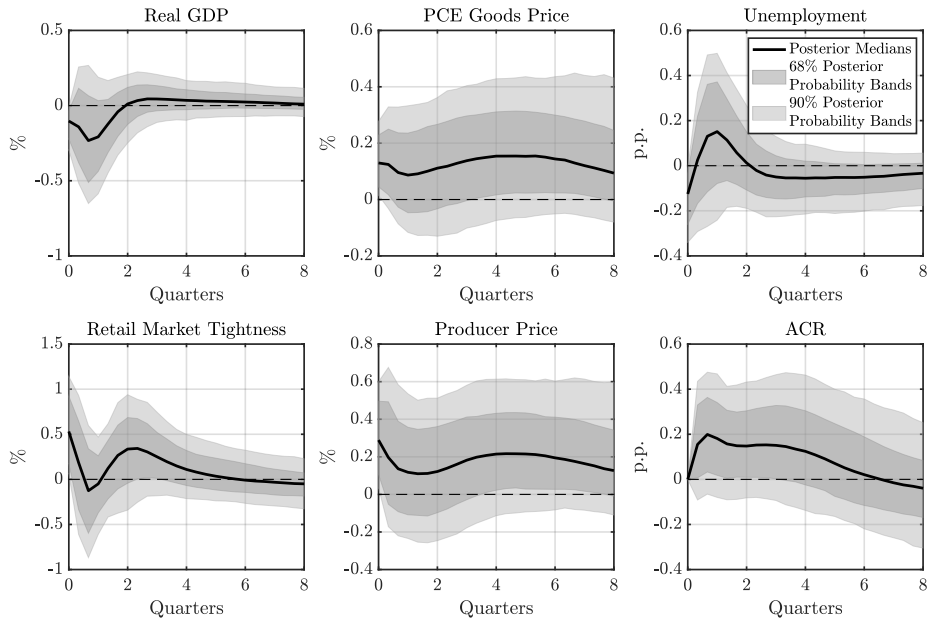 Real GDP
0.5
0
-0.5
-1
%
0 2 4 6 8
Quarters
PCE Goods Price
0.6
0.4
0.2
0
-0.2
%
0 2 4 6 8
Quarters
Unemployment
0.6
0.4
0.2
0
-0.2
-0.4
p.p.
Posterior Medians
68% Posterior
Probability Bands
90% Posterior
Probability Bands
0 2 4 6 8
Quarters
Retail Market Tightness
1.5
1
0.5
0
-0.5
-1
%
0 2 4 6 8
Quarters
Producer Price
0.8
0.6
0.4
0.2
0
-0.2
-0.4
%
0 2 4 6 8
Quarters
ACR
0.6
0.4
0.2
0
-0.2
-0.4
p.p.
0 2 4 6 8
Quarters